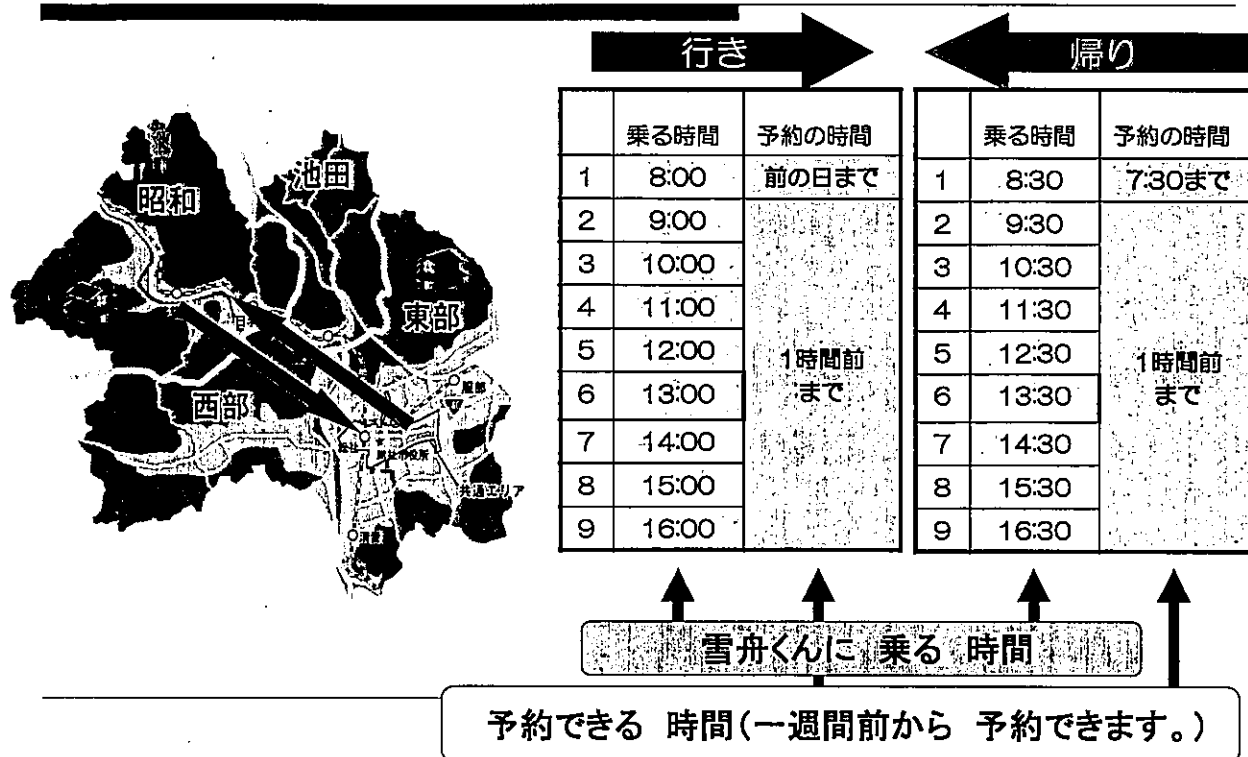 行き
帰り
乗る時間 予約の時間
1 8:00 前の日まで
2 9:00
3 10:00
4 11:00
5 12:00
6 13:00
7 14:00
8 15:00
9 16:00
1時間前
まで
乗る時間 予約の時間
1 8:30 7:30まで
2 9:30
3 10:30
4 11:30
5 12:30
6 13:30
7 14:30
8 15:30
9 16:30
1時間前
まで
昭和
池田
東部
西部
服部
総社市役所
共通エリア
雪舟くんに 乗る 時間
予約できる 時間(一週間前から 予約できます。)